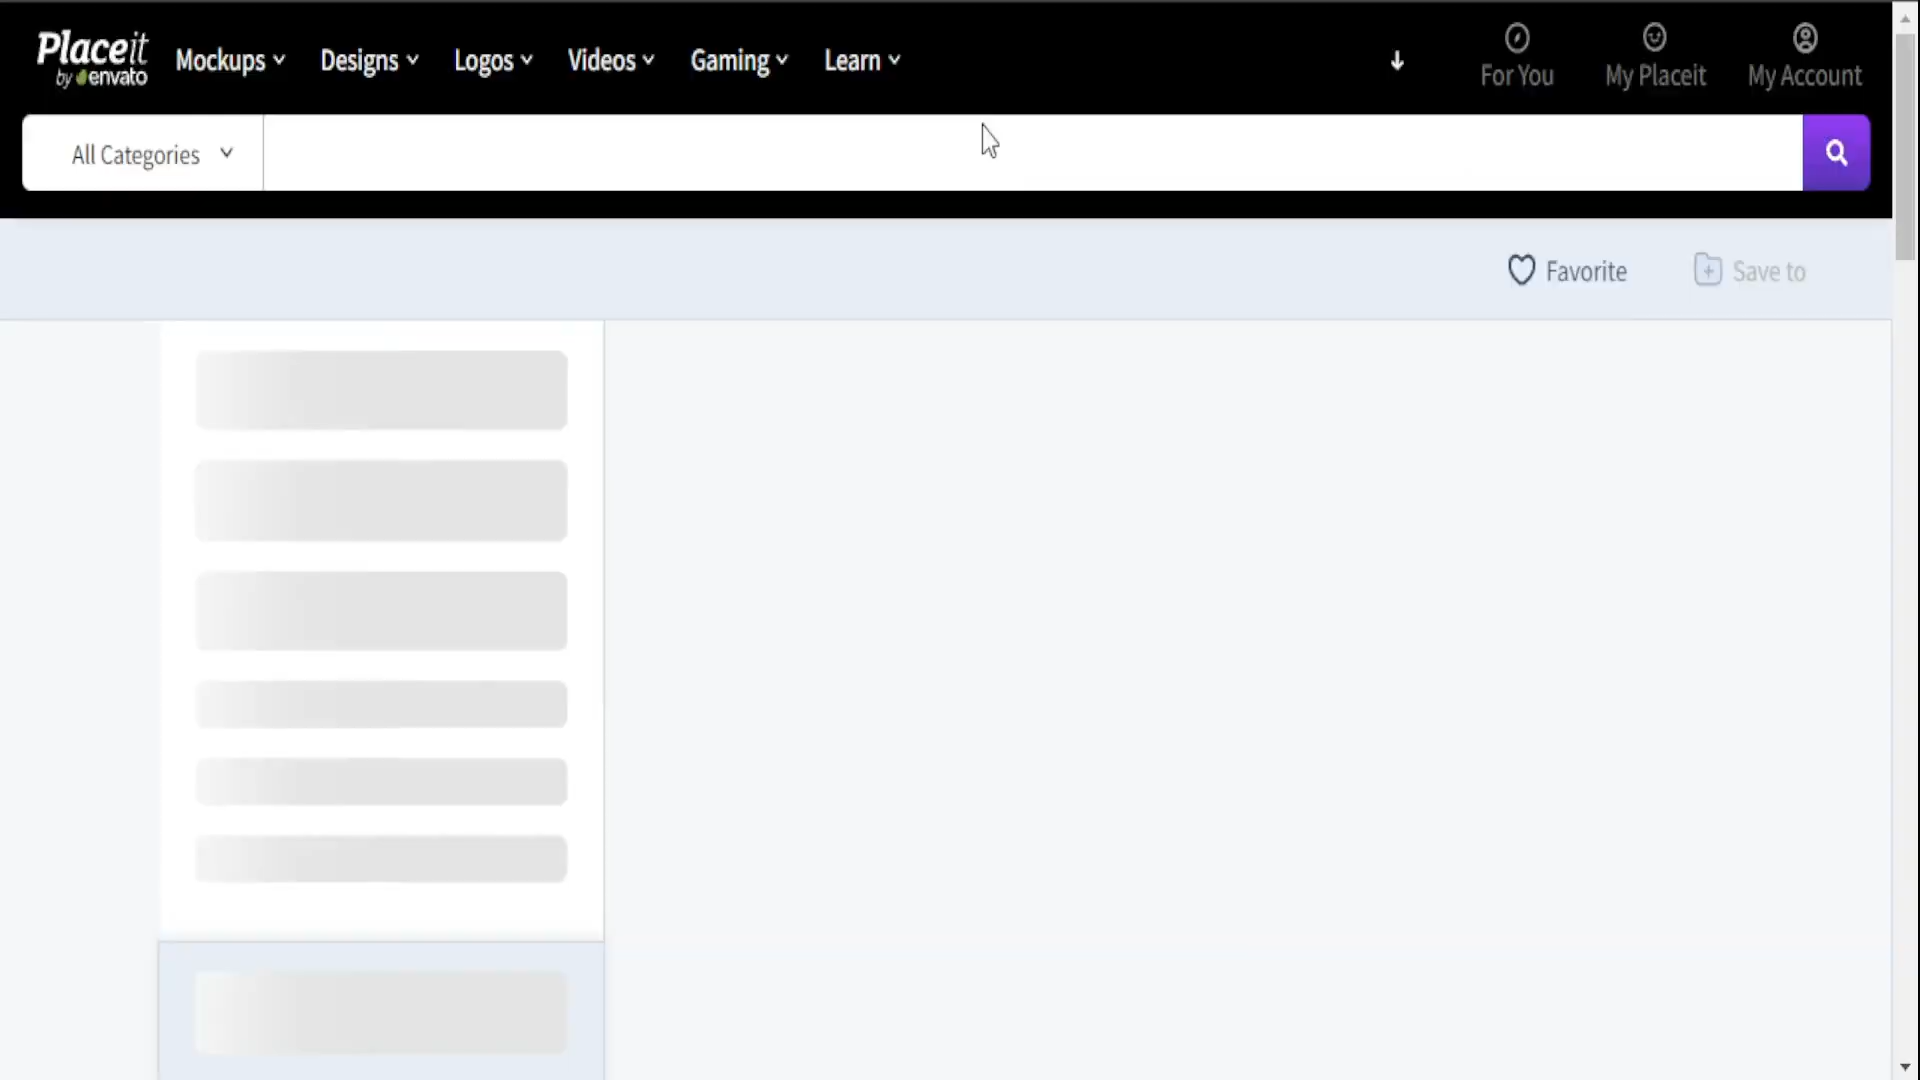 Placeit
by envato
Mockups
Designs
Logos
Videos
Gaming
Learn
For You
My Placeit
My Account
All Categories
Favorite
Save to